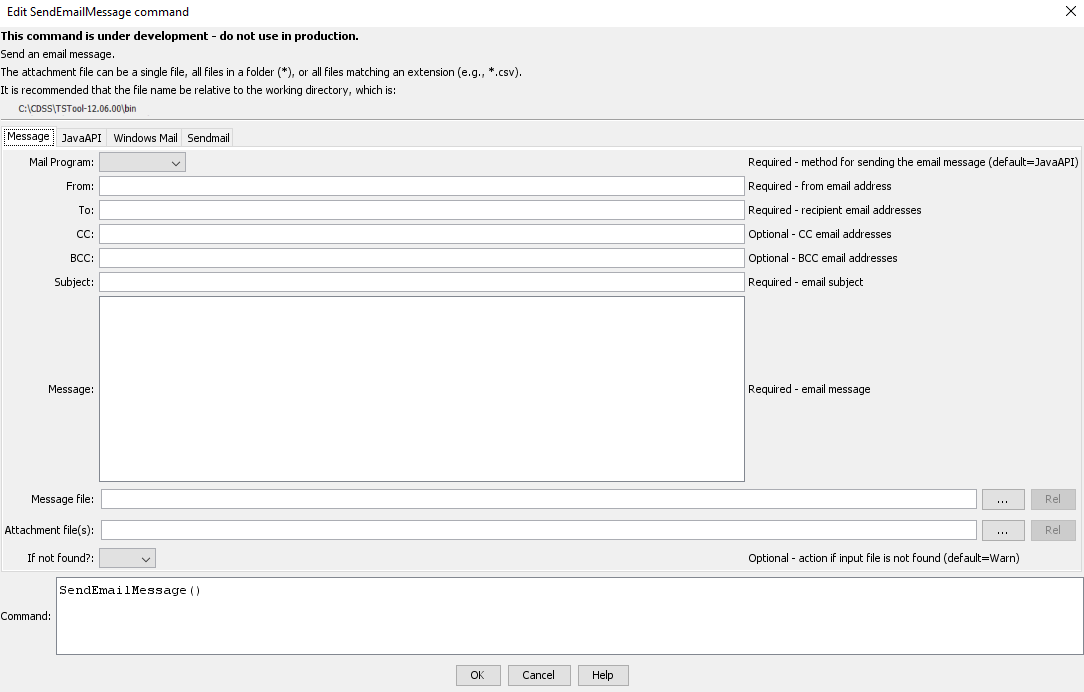 Edit SendEmailMessage command
This command is under development - do not use in production.
Send an email message.
The attachment file can be a single file, all files in a folder (*), or all files matching an extension (e.g., *.csv).
It is recommended that the file name be relative to the working directory, which is:
C:\CDSS\TSTool-12.06.00\bin
Message JavaAPI Windows Mail Sendmail
Mail Program: Required - method for sending the email message (default=JavaAPI)
From: Required - from email address
To: Required - recipient email addresses
CC: Optional - CC email addresses
BCC: Optional - BCC email addresses
Subject: Required - email subject
Message: Required - email message
Message file: ... Rel
Attachment file(s): ... Rel
If not found?: Optional - action if input file is not found (default=Warn)
Command: SendEmailMessage()
OK Cancel Help